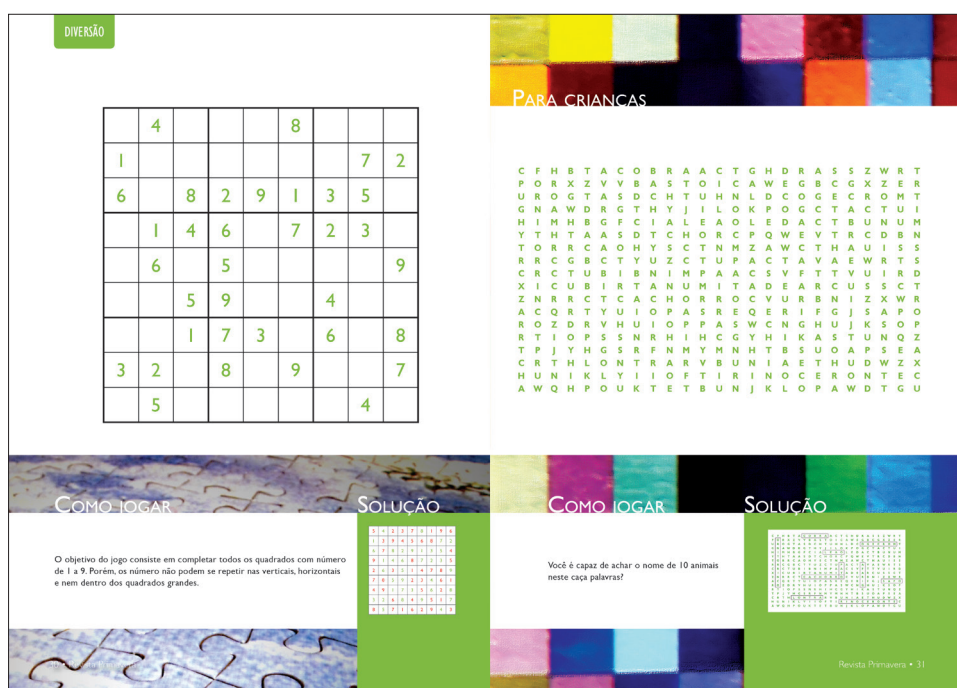 DIVERSÃO
4 8
1 7 2
6 8 2 9 1 3 5
1 4 6 7 2 3
6 5 9
5 9 4
1 7 3 6 8
3 2 8 9 7
5 4
COMO JOGAR
SOLUÇÃO
O objetivo do jogo consiste em completar todos os quadrados com número
de 1 a 9. Porém, os número não podem se repetir nas verticais, horizontais
e nem dentro dos quadrados grandes.
PARA CRIANÇAS
C F H B T A C O B R A A C T G H D R A S S Z W R T
P O R X Z V V B A S T O I C A W E G B C G X Z E R
U R O G T A S D C H T U H N L D C O G E C R O M T
G N A W D R G T H Y J I L O K P O G C T A C T U I
H I M H B G F C I A L E A O L E D A C T B U N U M
Y T H T A A S D T C H O R C P Q W E V T R C D B N
T O R R C A O H Y S C T N M Z A W C T H A U I S S
R R C G B C T Y U Z C T U P A C T A V A E W R T S
C R C T U B I B N I M P A A C S V F T T V U I R D
X I C U B I R T A N U M I T A D E A R C U S S C T
Z N R R C T C A C H O R R O C V U R B N I Z X W R
A C Q R T Y U I O P A S R E Q E R I F G J S A P O
R O Z D R V H U I O P P A S W C N G H U J K S O P
R T I O P S S N R H I H C G Y H I K A S T U N Q Z
T P J Y H G S R F N M Y M N H T B S U O A P S E A
C R T H L O N T R A R V B U N I A E T H U D W Z X
H U N I K L Y I I O F T I R I N O C E R O N T E C
A W Q H P O U K T E T B U N J K L O P A W D T G U
COMO JOGAR
SOLUÇÃO
Você é capaz de achar o nome de 10 animais
neste caça palavras?
Revista Primavera • 31